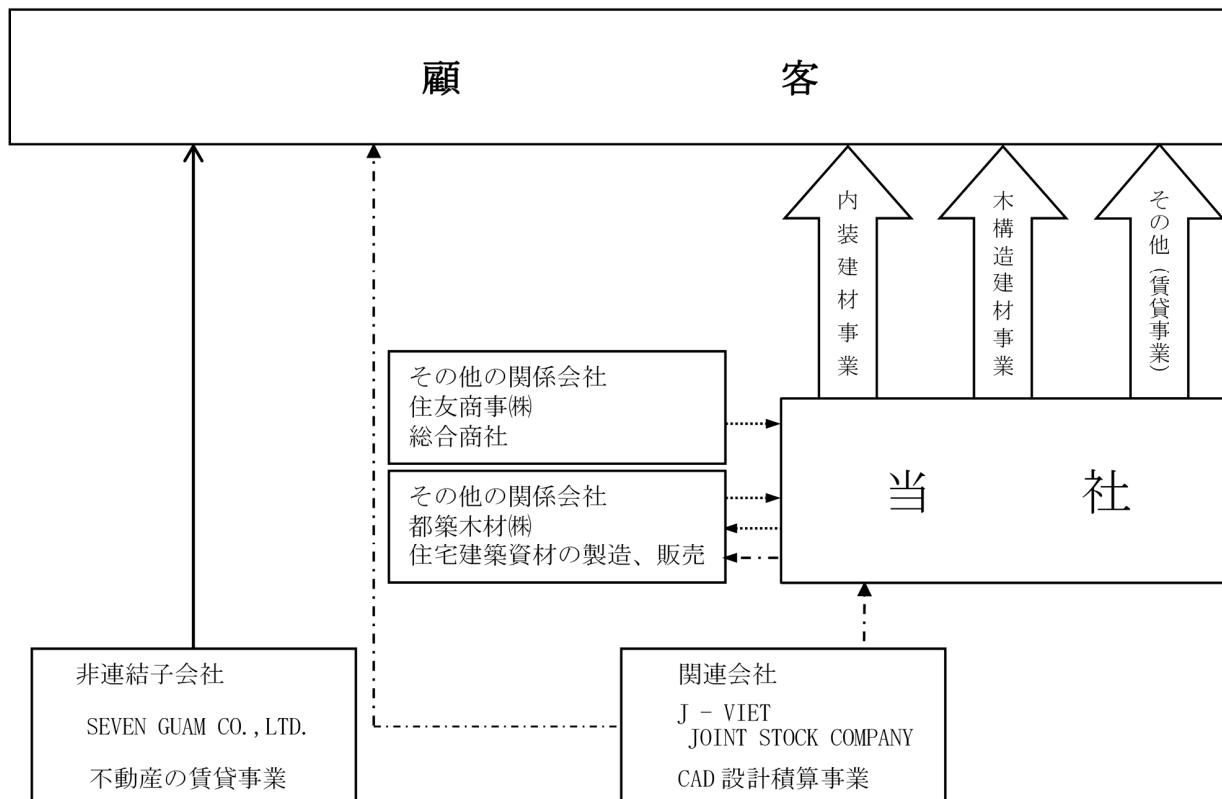 顧客
内装建材事業
木構造建材事業
その他(賃貸事業)
その他の関係会社
住友商事㈱
総合商社
その他の関係会社
都築木材㈱
住宅建築資材の製造、販売
当社
非連結子会社
SEVEN GUAM CO.,LTD.
不動産の賃貸事業
関連会社
J － VIET
JOINT STOCK COMPANY
CAD 設計積算事業